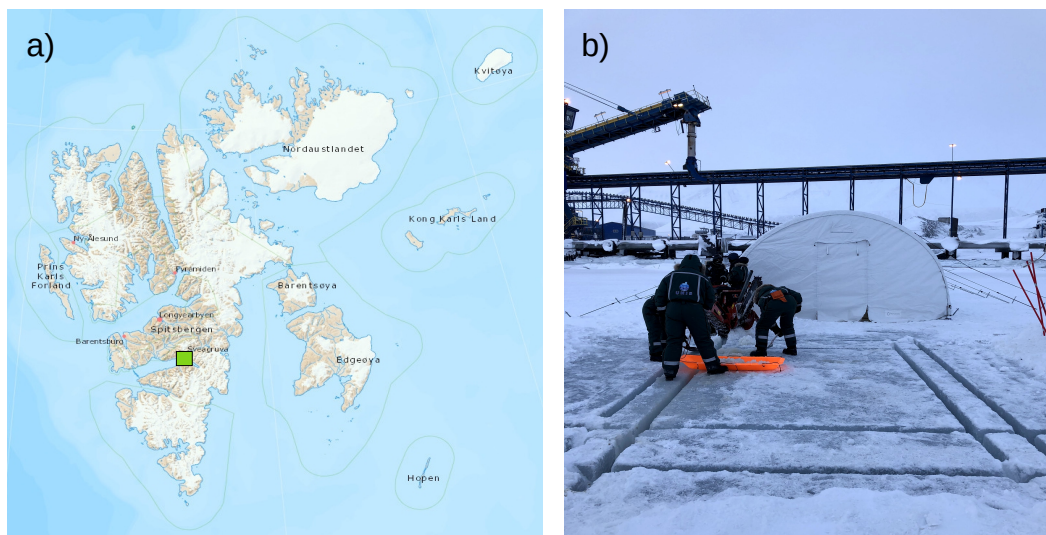 a)
Kvitøya
Nordaustlandet
Kong Karls Land
Ny-Ålesund
Prins
Karls
Forland
Pyramiden
Barentsøya
Longyearbyen
Spitsbergen
Barentsburg
Sveagruva
Edgeøya
Hopen
b)